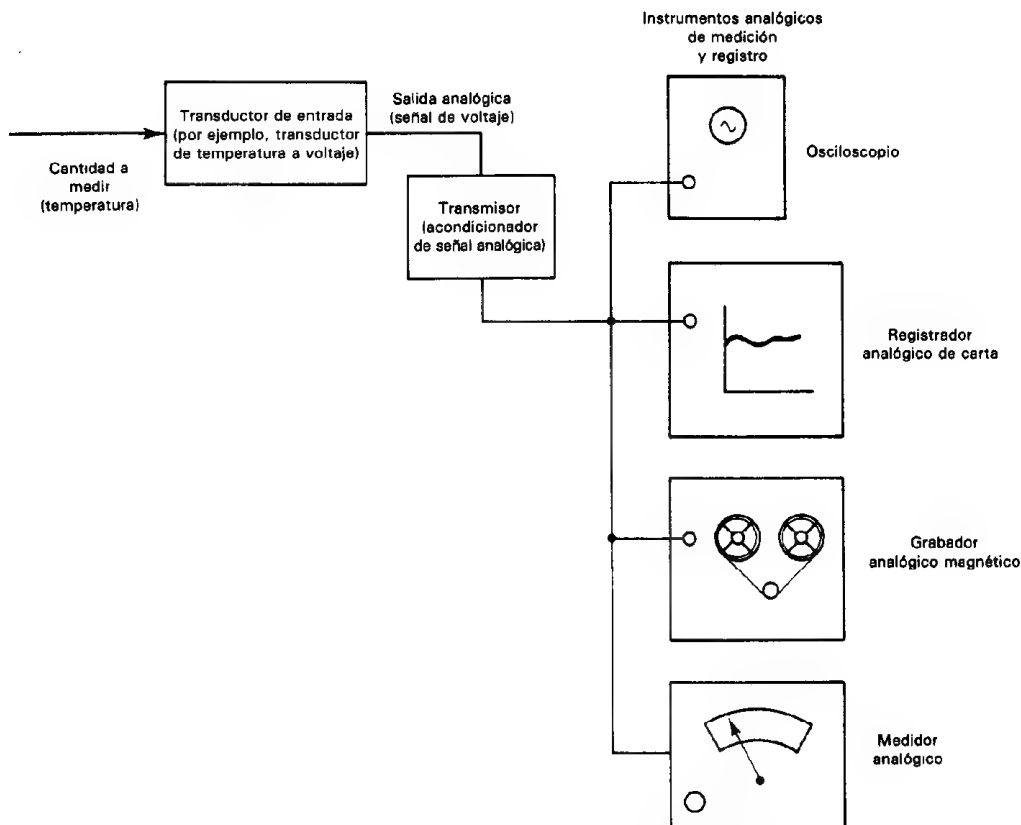 Instrumentos analógicos
de medición
y registro
Transductor de entrada
(por ejemplo, transductor
de temperatura a voltaje)
Salida analógica
(señal de voltaje)
Cantidad a
medir
(temperatura)
Transmisor
(acondicionador
de señal analógica)
Osciloscopio
Registrador
analógico de carta
Grabador
analógico magnético
Medidor
analógico